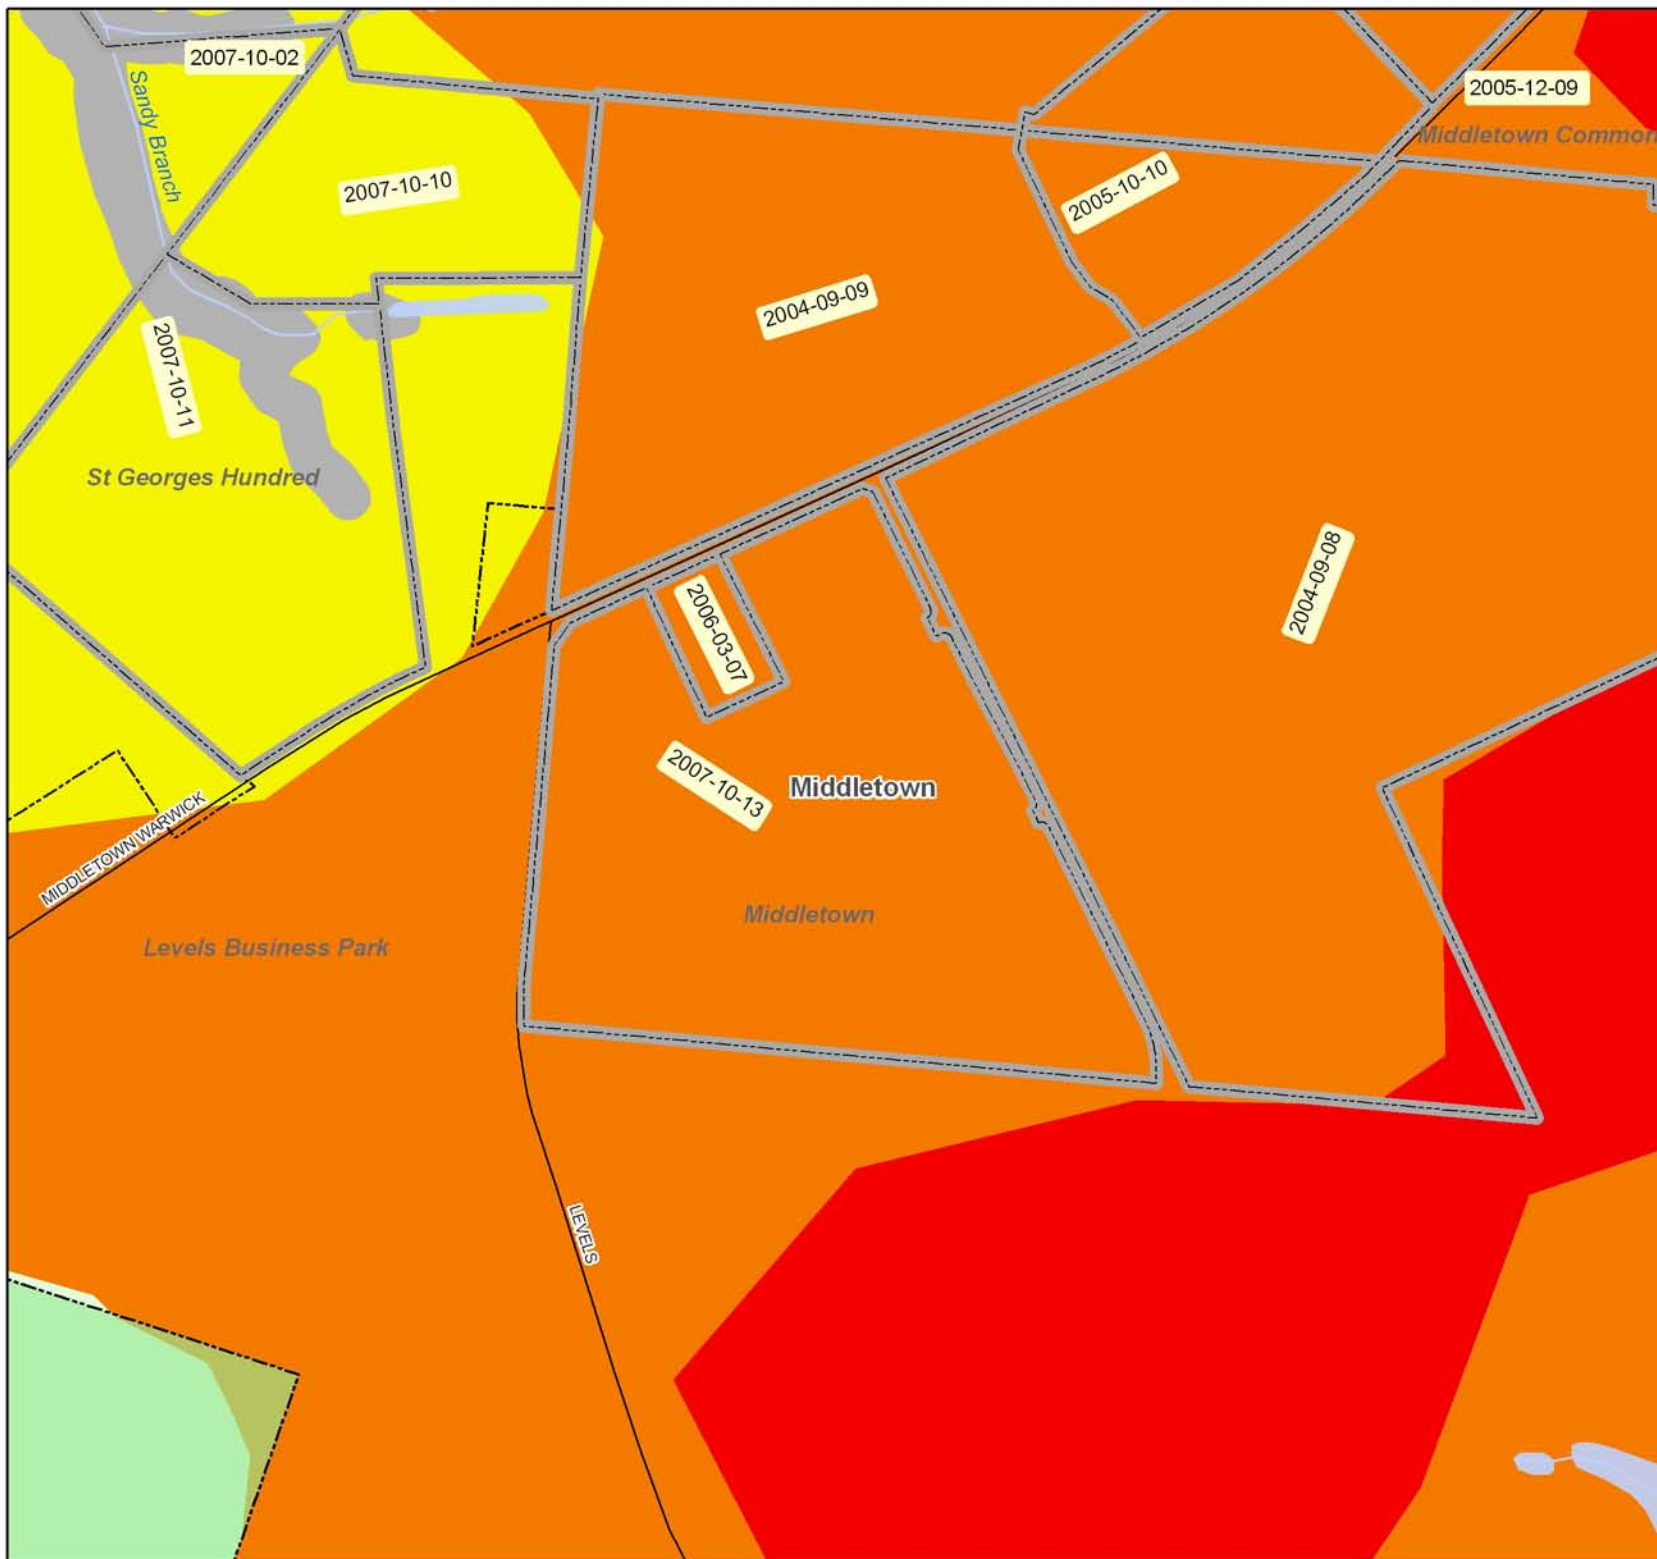 2007-10-02
2005-12-09
Sandy Branch
Middletown Common
2007-10-10
2005-10-10
2004-09-09
2007-10-11
St Georges Hundred
2004-09-08
2006-03-07
2007-10-13
Middletown
MIDDLETOWN WARWICK
Middletown
Levels Business Park
LEVELS